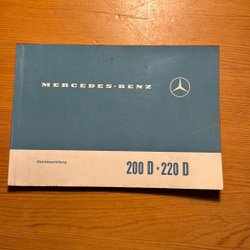 MERCEDES-BENZ
Betriebsanleitung
200 D · 220 D